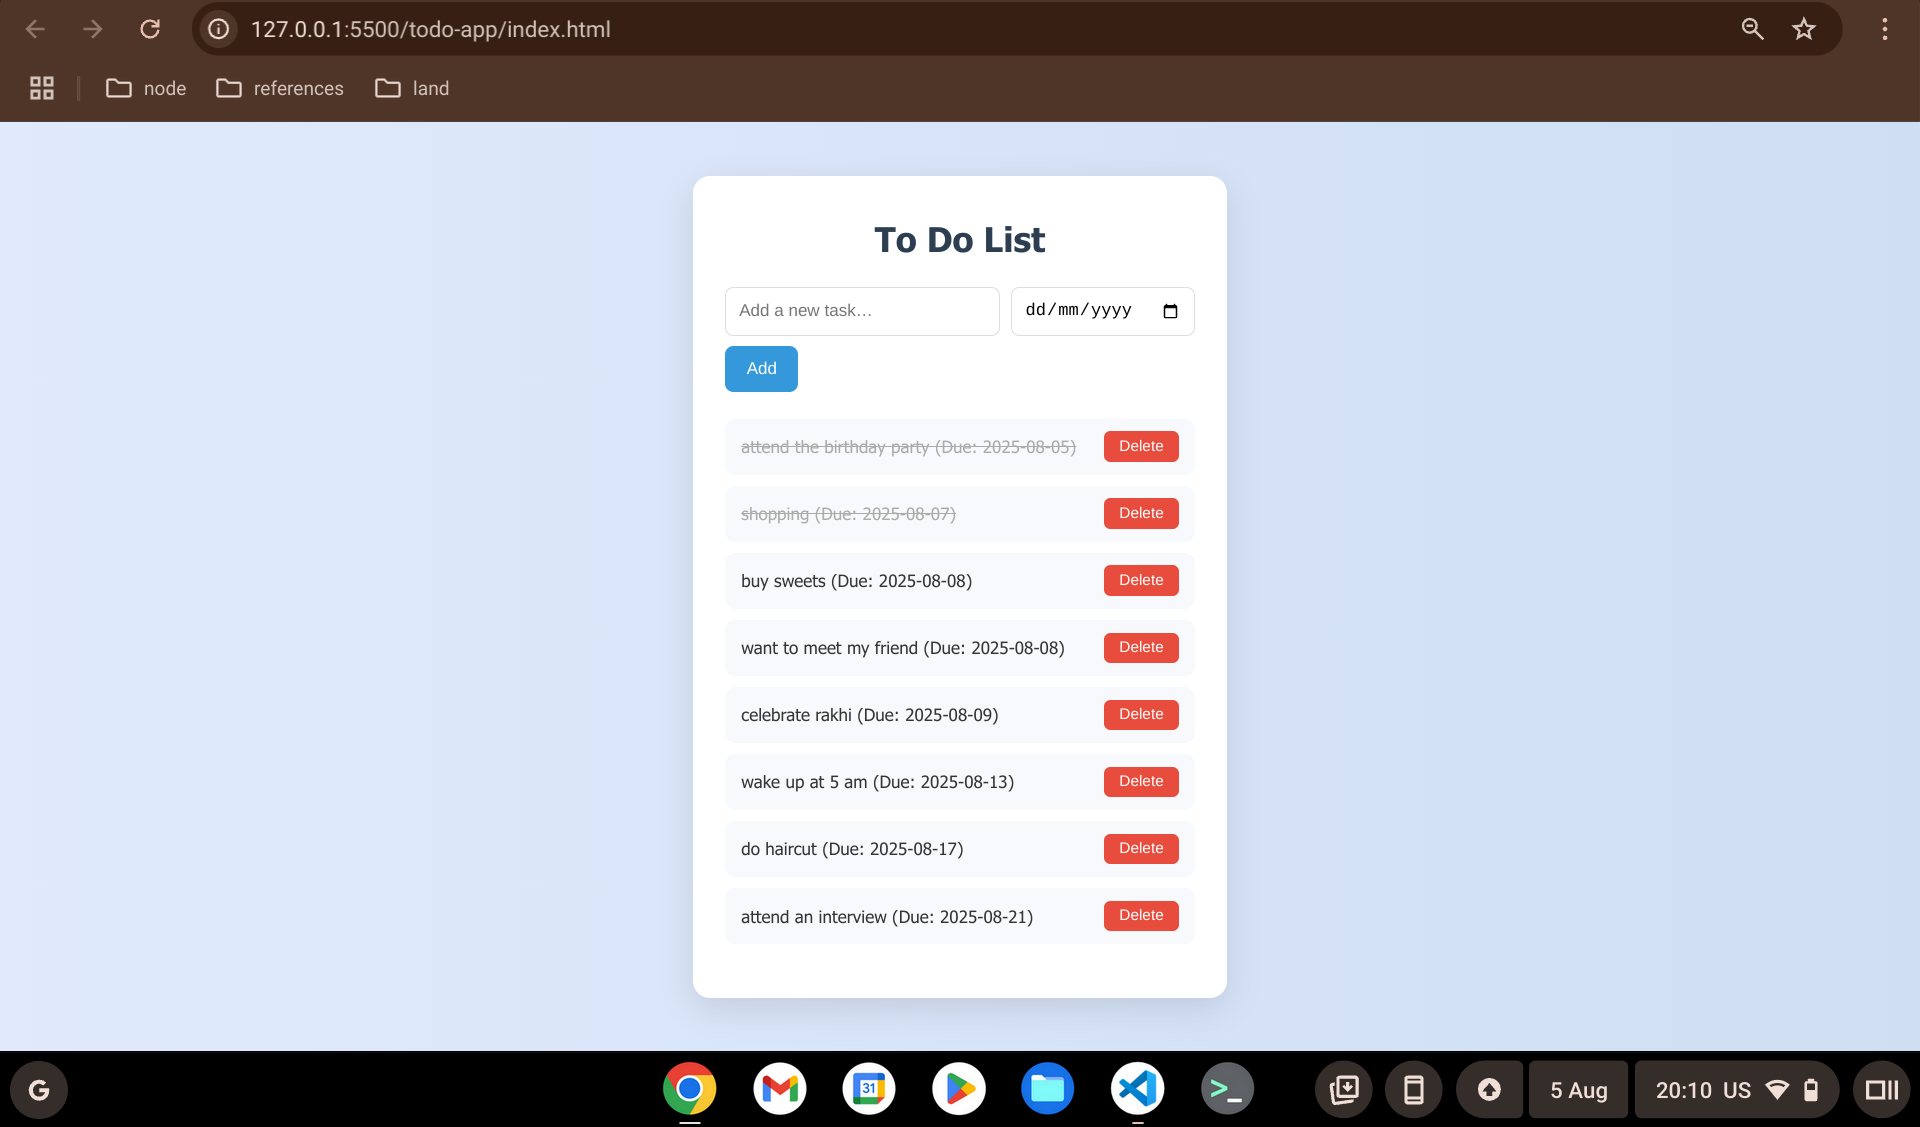 127.0.0.1:5500/todo-app/index.html
node references land
To Do List
Add a new task... dd/mm/yyyy
Add
attend the birthday party (Due: 2025-08-05) Delete
shopping (Due: 2025-08-07) Delete
buy sweets (Due: 2025-08-08) Delete
want to meet my friend (Due: 2025-08-08) Delete
celebrate rakhi (Due: 2025-08-09) Delete
wake up at 5 am (Due: 2025-08-13) Delete
do haircut (Due: 2025-08-17) Delete
attend an interview (Due: 2025-08-21) Delete
G 31 >_ 5 Aug 20:10 US